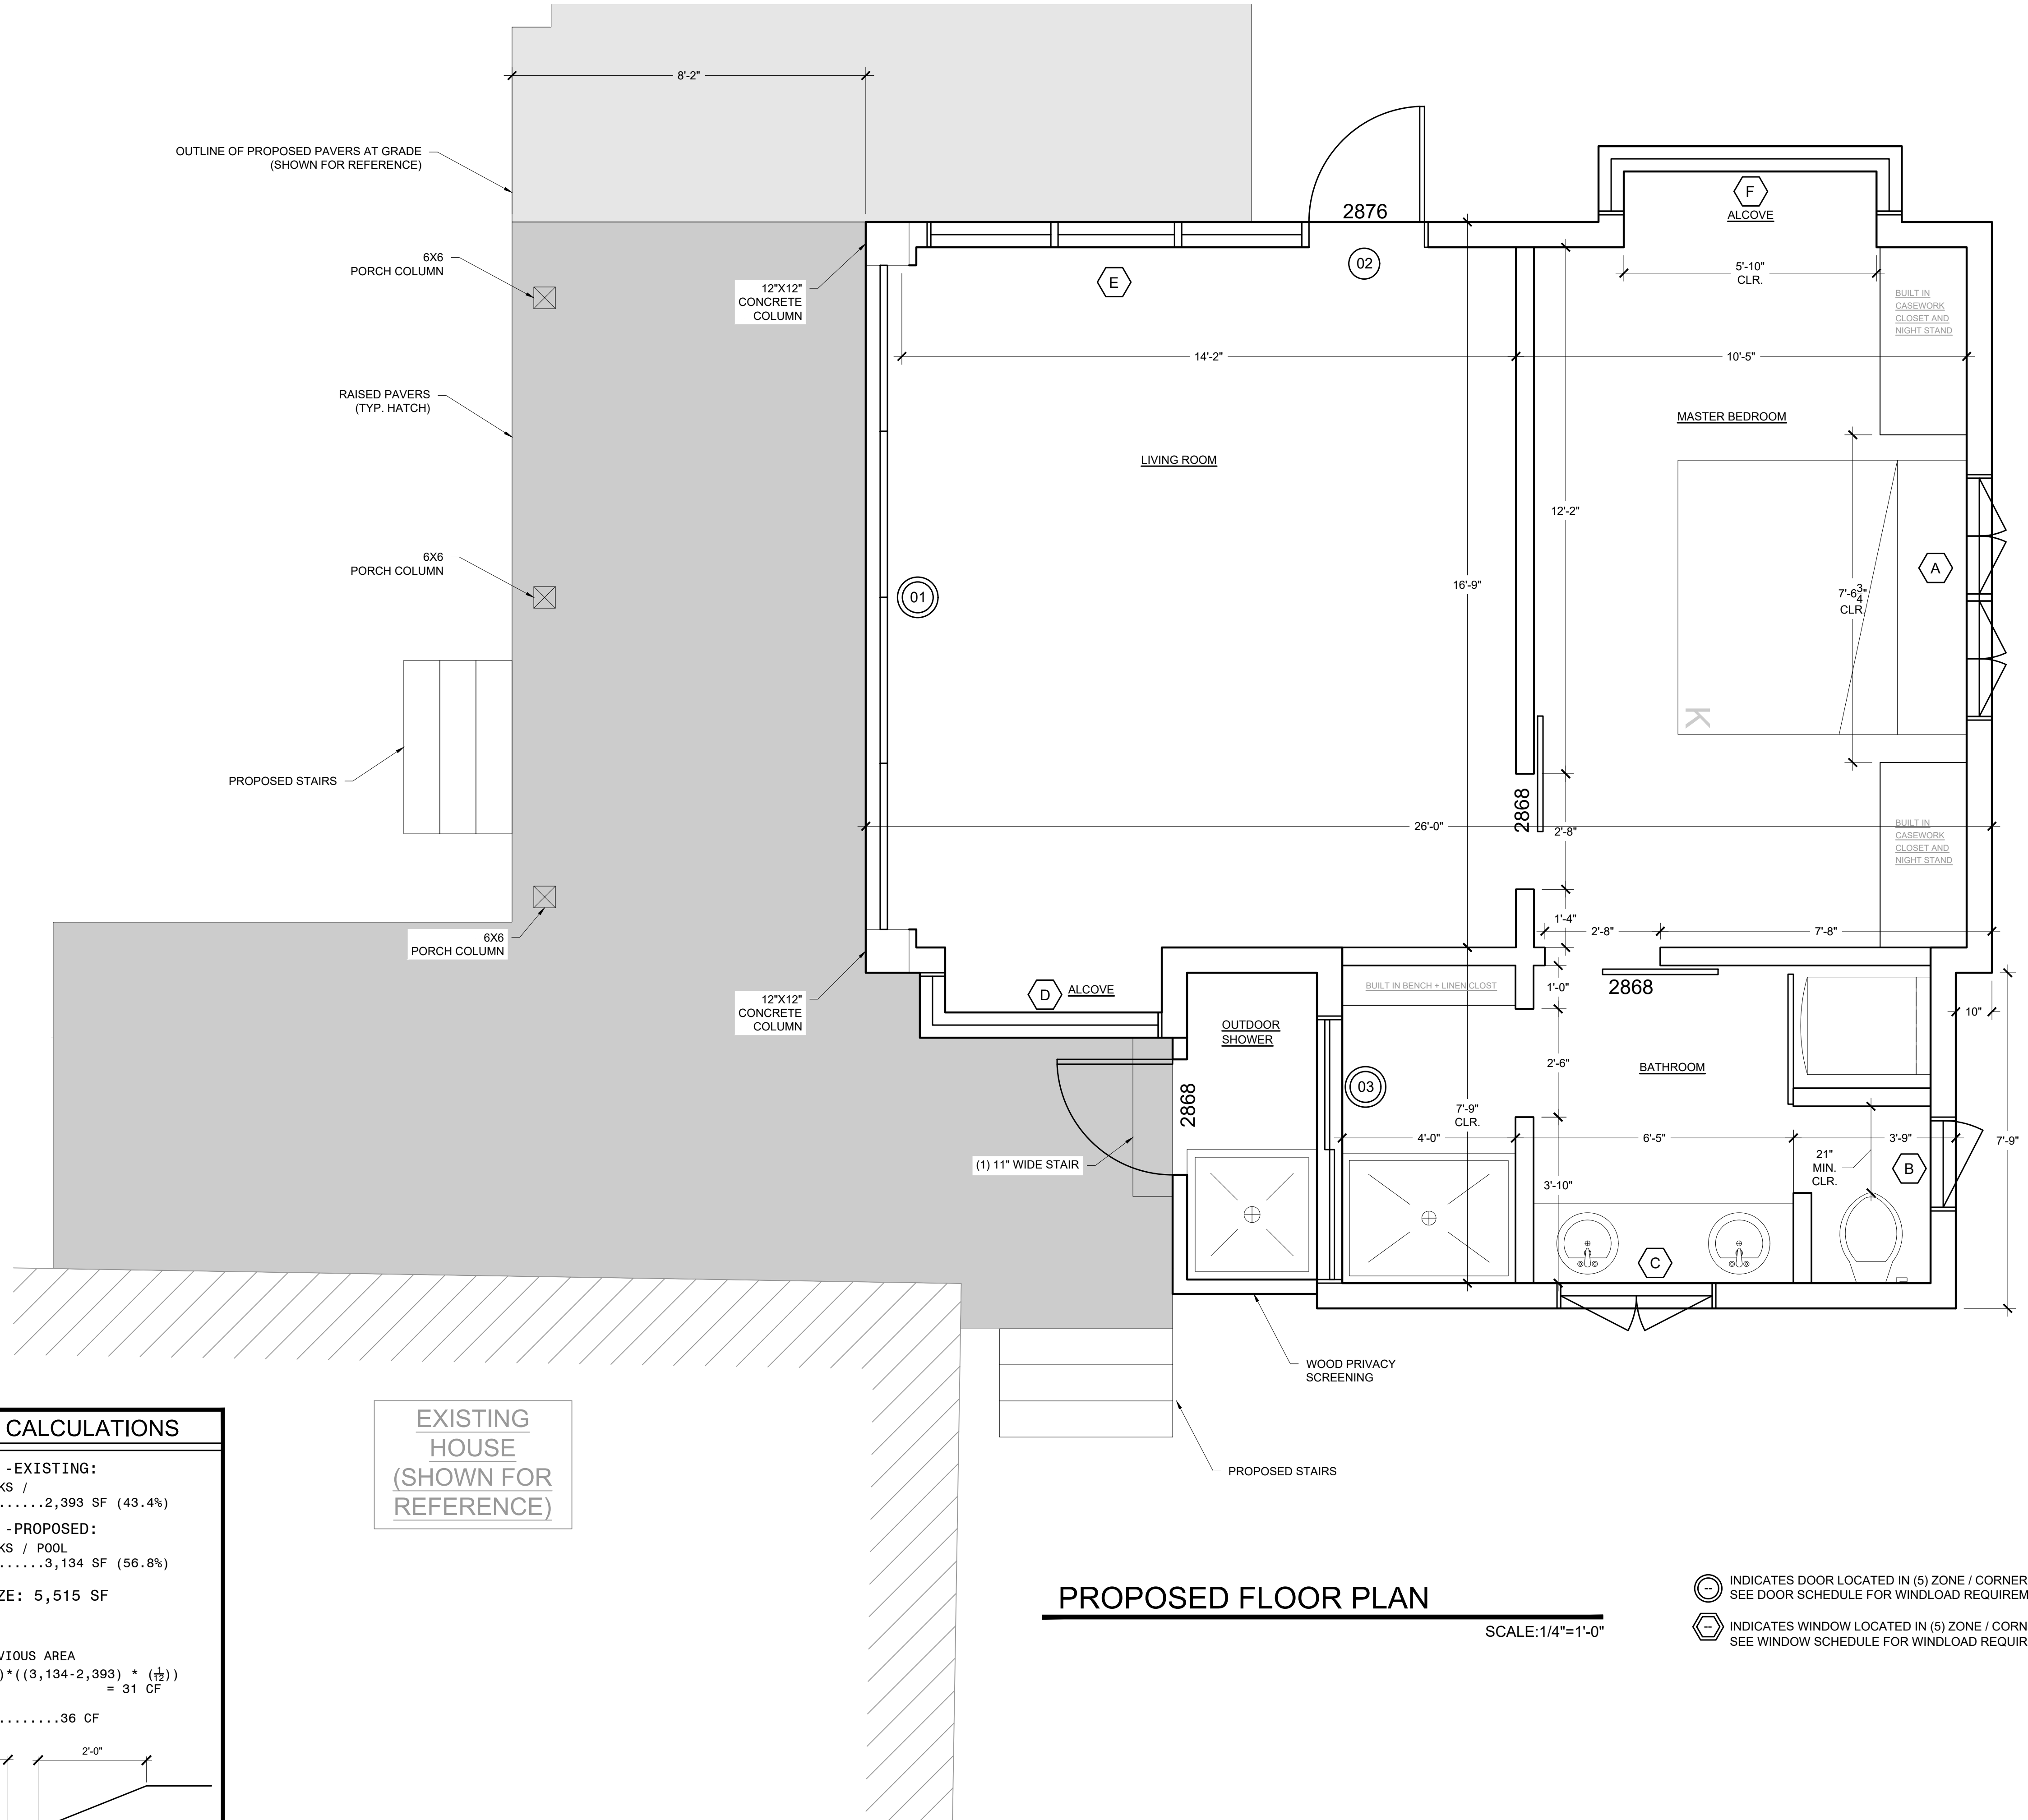 8'-2"
OUTLINE OF PROPOSED PAVERS AT GRADE
(SHOWN FOR REFERENCE)
2876
02
F
ALCOVE
6X6
PORCH COLUMN
12"X12"
CONCRETE
COLUMN
E
5'-10"
CLR.
BUILT IN
CASEWORK
CLOSET AND
NIGHT STAND
14'-2"
10'-5"
RAISED PAVERS
(TYP. HATCH)
MASTER BEDROOM
LIVING ROOM
12'-2"
6X6
PORCH COLUMN
01
16'-9"
A
7'-6 3/4"
CLR.
K
PROPOSED STAIRS
2868
26'-0"
2'-8"
BUILT IN
CASEWORK
CLOSET AND
NIGHT STAND
6X6
PORCH COLUMN
1'-4"
2'-8"
7'-8"
12"X12"
CONCRETE
COLUMN
D
ALCOVE
BUILT IN BENCH + LINEN CLOST
1'-0"
2868
10"
OUTDOOR
SHOWER
2'-6"
BATHROOM
03
2868
7'-9"
CLR.
4'-0"
6'-5"
3'-9"
7'-9"
(1) 11" WIDE STAIR
21"
MIN.
CLR.
B
3'-10"
C
WOOD PRIVACY
SCREENING
PROPOSED STAIRS
EXISTING
HOUSE
(SHOWN FOR
REFERENCE)
CALCULATIONS
-EXISTING:
KS /
......2,393 SF (43.4%)
-PROPOSED:
KS / POOL
......3,134 SF (56.8%)
ZE: 5,515 SF
VIOUS AREA
)*((3,134-2,393) * (1/12))
= 31 CF
........36 CF
2'-0"
PROPOSED FLOOR PLAN
SCALE:1/4"=1'-0"
--
INDICATES DOOR LOCATED IN (5) ZONE / CORNER
SEE DOOR SCHEDULE FOR WINDLOAD REQUIREM
--
INDICATES WINDOW LOCATED IN (5) ZONE / CORN
SEE WINDOW SCHEDULE FOR WINDLOAD REQUIR